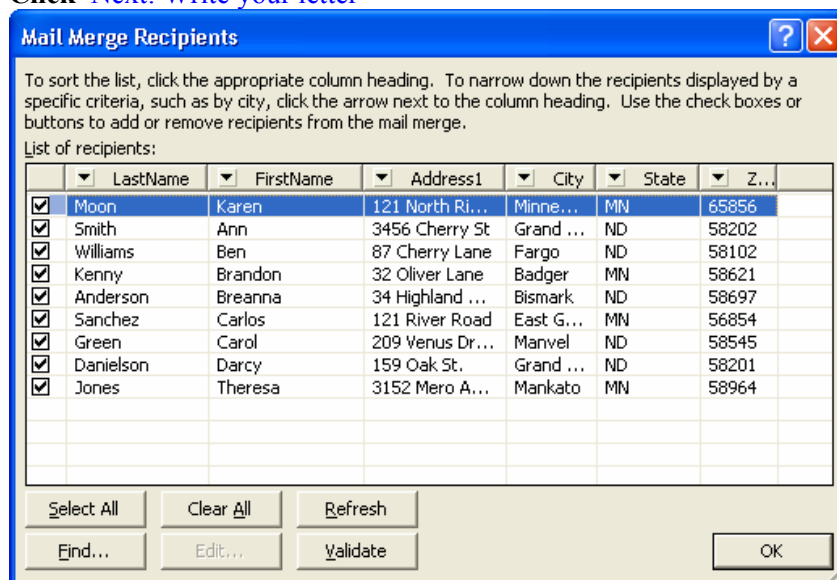 Click Next: Write your letter
Mail Merge Recipients
To sort the list, click the appropriate column heading. To narrow down the recipients displayed by a
specific criteria, such as by city, click the arrow next to the column heading. Use the check boxes or
buttons to add or remove recipients from the mail merge.
List of recipients:
LastName FirstName Address1 City State Z...
Moon Karen 121 North Ri... Minne... MN 65856
Smith Ann 3456 Cherry St Grand ... ND 58202
Williams Ben 87 Cherry Lane Fargo ND 58102
Kenny Brandon 32 Oliver Lane Badger MN 58621
Anderson Breanna 34 Highland ... Bismark ND 58697
Sanchez Carlos 121 River Road East G... MN 56854
Green Carol 209 Venus Dr... Manvel ND 58545
Danielson Darcy 159 Oak St. Grand ... ND 58201
Jones Theresa 3152 Mero A... Mankato MN 58964
Select All Clear All Refresh
Find... Edit... Validate OK